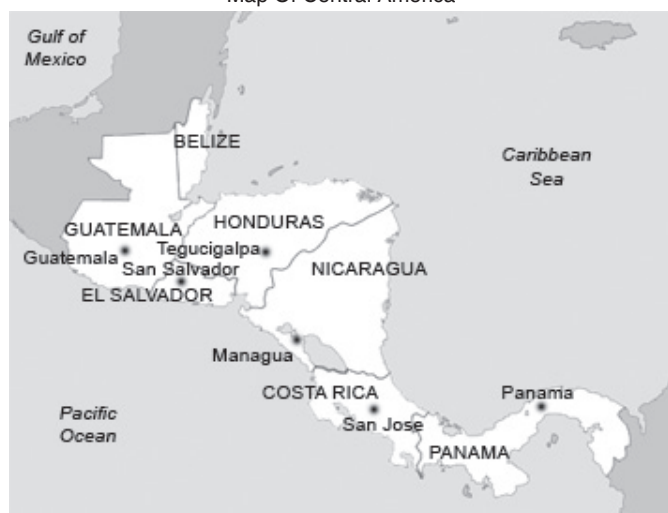 Map Of Central America
Gulf of
Mexico
BELIZE
Caribbean
Sea
GUATEMALA
HONDURAS
Guatemala
Tegucigalpa
San Salvador
NICARAGUA
EL SALVADOR
Managua
COSTA RICA
Panama
San Jose
Pacific
Ocean
PANAMA